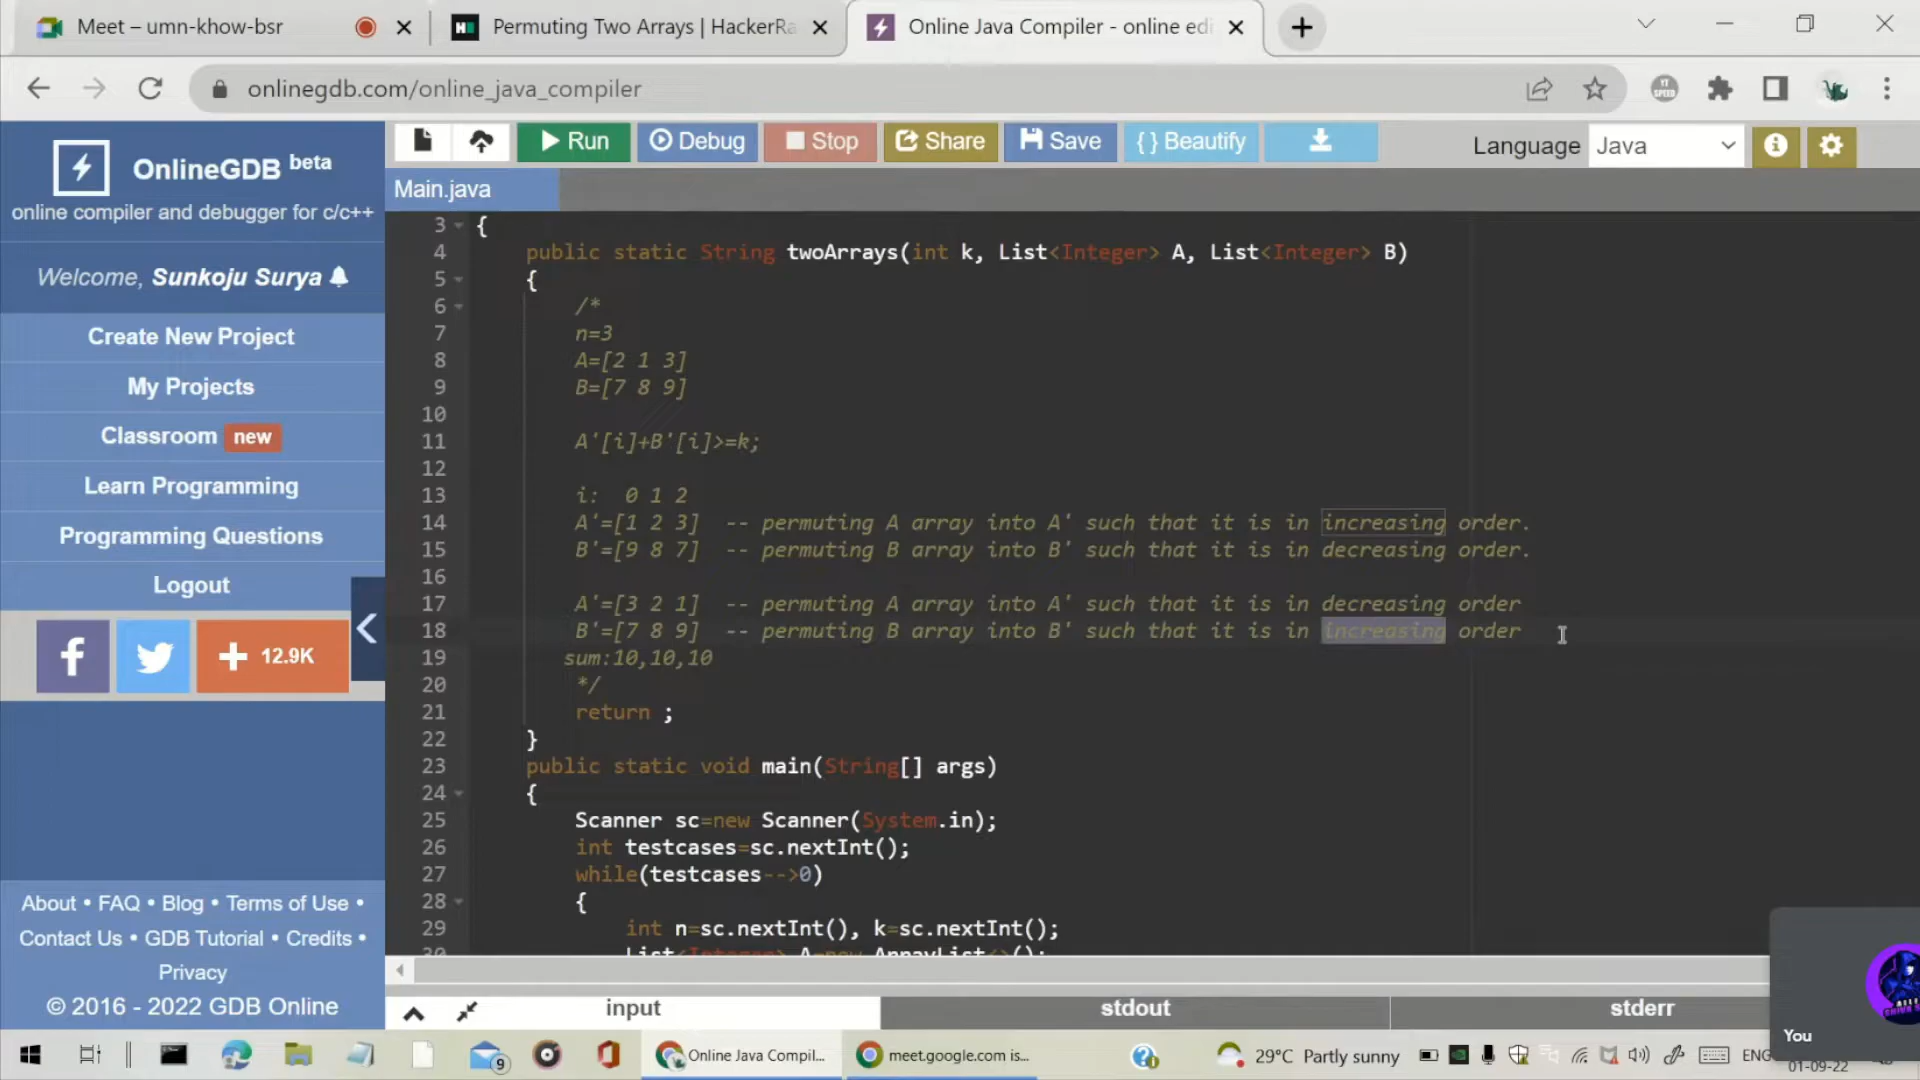 Meet – umn-khow-bsr
Permuting Two Arrays | HackerRa
Online Java Compiler - online edi
onlinegdb.com/online_java_compiler
YT SPEED
OnlineGDB beta
online compiler and debugger for c/c++
Welcome, Sunkoju Surya
Create New Project
My Projects
Classroom new
Learn Programming
Programming Questions
Logout
12.9K
About • FAQ • Blog • Terms of Use •
Contact Us • GDB Tutorial • Credits •
Privacy
© 2016 - 2022 GDB Online
Run Debug Stop Share Save { } Beautify
Language Java
Main.java
3 {
4 public static String twoArrays(int k, List<Integer> A, List<Integer> B)
5 {
6 /*
7 n=3
8 A=[2 1 3]
9 B=[7 8 9]
10
11 A'[i]+B'[i]>=k;
12
13 i: 0 1 2
14 A'=[1 2 3] -- permuting A array into A' such that it is in increasing order.
15 B'=[9 8 7] -- permuting B array into B' such that it is in decreasing order.
16
17 A'=[3 2 1] -- permuting A array into A' such that it is in decreasing order
18 B'=[7 8 9] -- permuting B array into B' such that it is in increasing order
19 sum:10,10,10
20 */
21 return ;
22 }
23 public static void main(String[] args)
24 {
25 Scanner sc=new Scanner(System.in);
26 int testcases=sc.nextInt();
27 while(testcases-->0)
28 {
29 int n=sc.nextInt(), k=sc.nextInt();
30 List<Integer> A=new ArrayList<>();
input stdout stderr
You
9
Online Java Compil...
meet.google.com is...
29°C Partly sunny
ENG
01-09-22